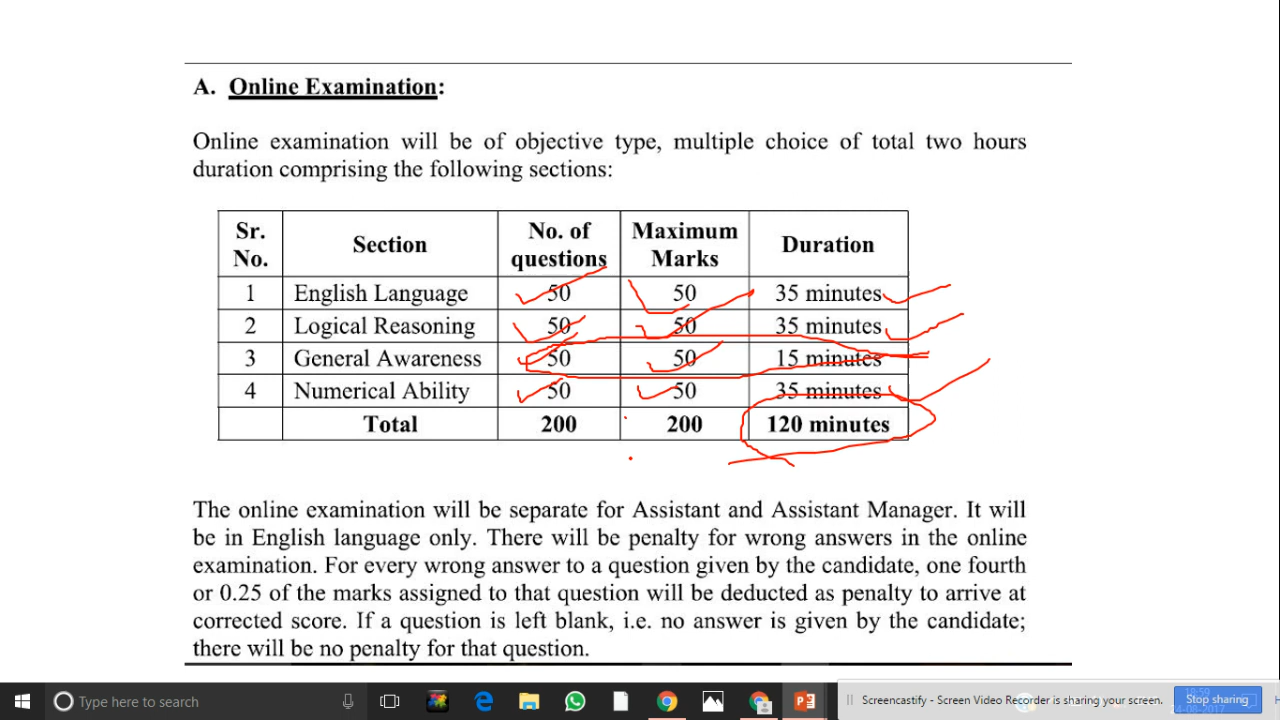 A. Online Examination:
Online examination will be of objective type, multiple choice of total two hours
duration comprising the following sections:
Sr. No. Section No. of questions Maximum Marks Duration
1 English Language 50 50 35 minutes
2 Logical Reasoning 50 50 35 minutes
3 General Awareness 50 50 15 minutes
4 Numerical Ability 50 50 35 minutes
Total 200 200 120 minutes
The online examination will be separate for Assistant and Assistant Manager. It will
be in English language only. There will be penalty for wrong answers in the online
examination. For every wrong answer to a question given by the candidate, one fourth
or 0.25 of the marks assigned to that question will be deducted as penalty to arrive at
corrected score. If a question is left blank, i.e. no answer is given by the candidate;
there will be no penalty for that question.
Type here to search
Screencastify - Screen Video Recorder is sharing your screen.
Stop sharing
18:59
24-08-2017